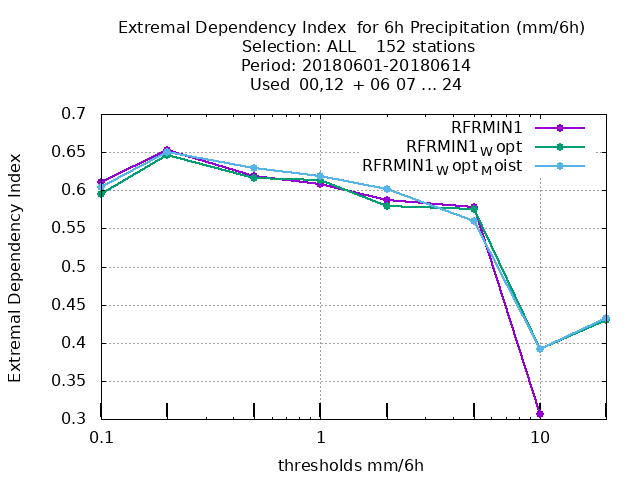 Extremal Dependency Index  for 6h Precipitation (mm/6h)
Selection: ALL    152 stations
Period: 20180601-20180614
Used  00,12  + 06 07 ... 24
0.7
0.65
0.6
0.55
0.5
0.45
0.4
0.35
0.3
Extremal Dependency Index
RFRMIN1
RFRMIN1Wopt
RFRMIN1WoptMoist
0.1 1 10
thresholds mm/6h